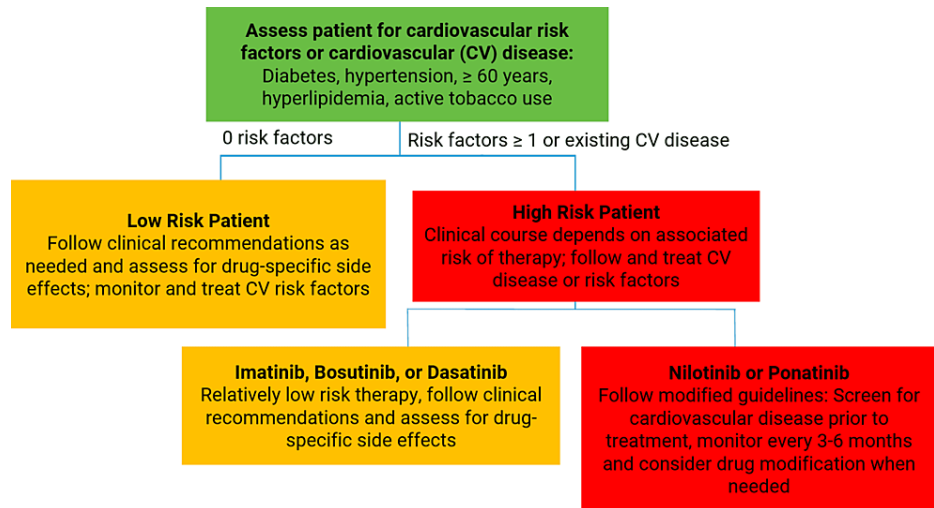 Assess patient for cardiovascular risk
factors or cardiovascular (CV) disease:
Diabetes, hypertension, ≥ 60 years,
hyperlipidemia, active tobacco use
0 risk factors
Risk factors ≥ 1 or existing CV disease
Low Risk Patient
Follow clinical recommendations as
needed and assess for drug-specific side
effects; monitor and treat CV risk factors
High Risk Patient
Clinical course depends on associated
risk of therapy; follow and treat CV
disease or risk factors
Imatinib, Bosutinib, or Dasatinib
Relatively low risk therapy, follow clinical
recommendations and assess for drug-
specific side effects
Nilotinib or Ponatinib
Follow modified guidelines: Screen for
cardiovascular disease prior to
treatment, monitor every 3-6 months
and consider drug modification when
needed